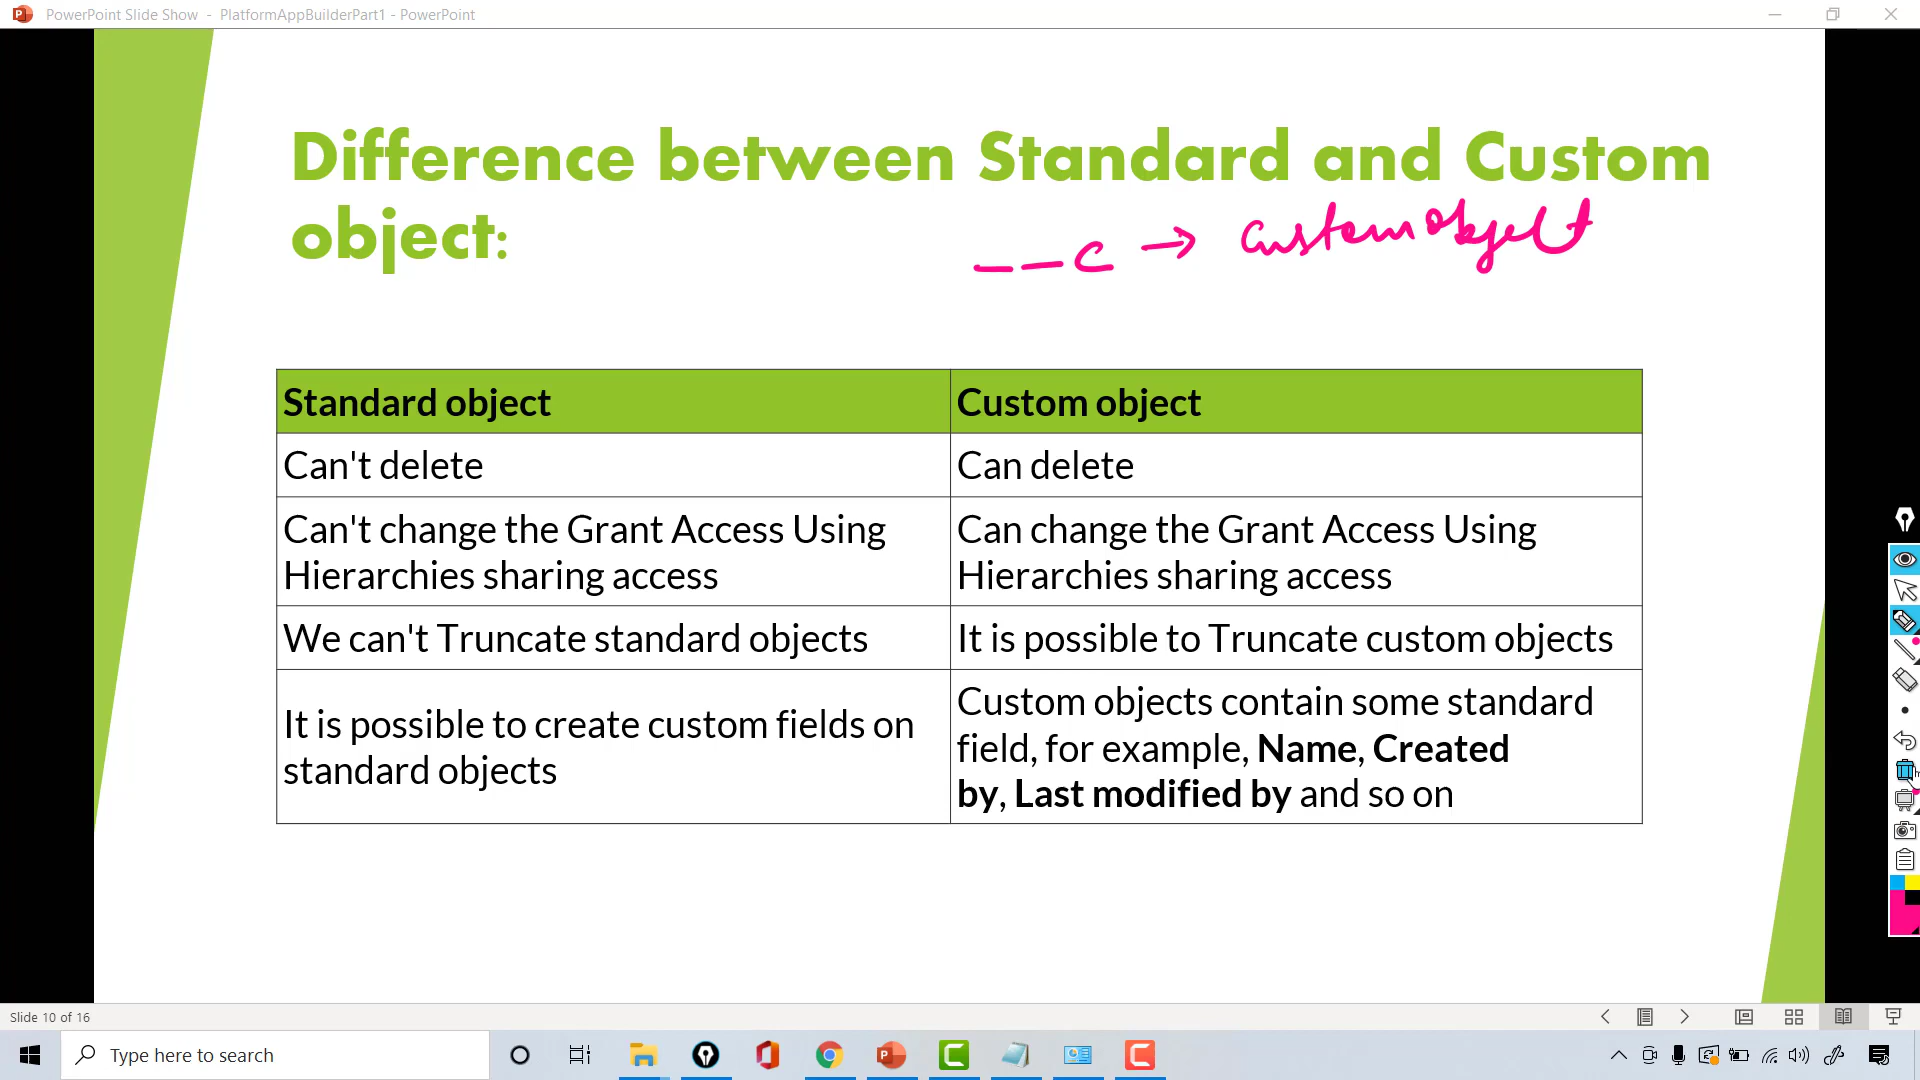 PowerPoint Slide Show - PlatformAppBuilderPart1 - PowerPoint
Difference between Standard and Custom
object:
__c → Custom object
Standard object
Custom object
Can't delete
Can delete
Can't change the Grant Access Using
Hierarchies sharing access
Can change the Grant Access Using
Hierarchies sharing access
We can't Truncate standard objects
It is possible to Truncate custom objects
It is possible to create custom fields on
standard objects
Custom objects contain some standard
field, for example, Name, Created
by, Last modified by and so on
Slide 10 of 16
Type here to search